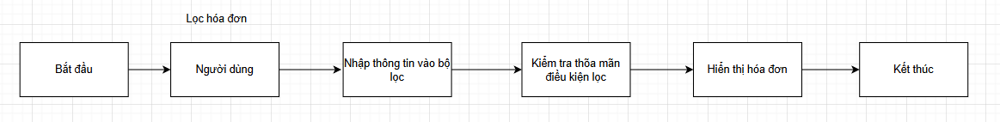 Lọc hóa đơn
Bắt đầu
Người dùng
Nhập thông tin vào bộ
lọc
Kiểm tra thõa mãn
điều kiện lọc
Hiển thị hóa đơn
Kết thúc